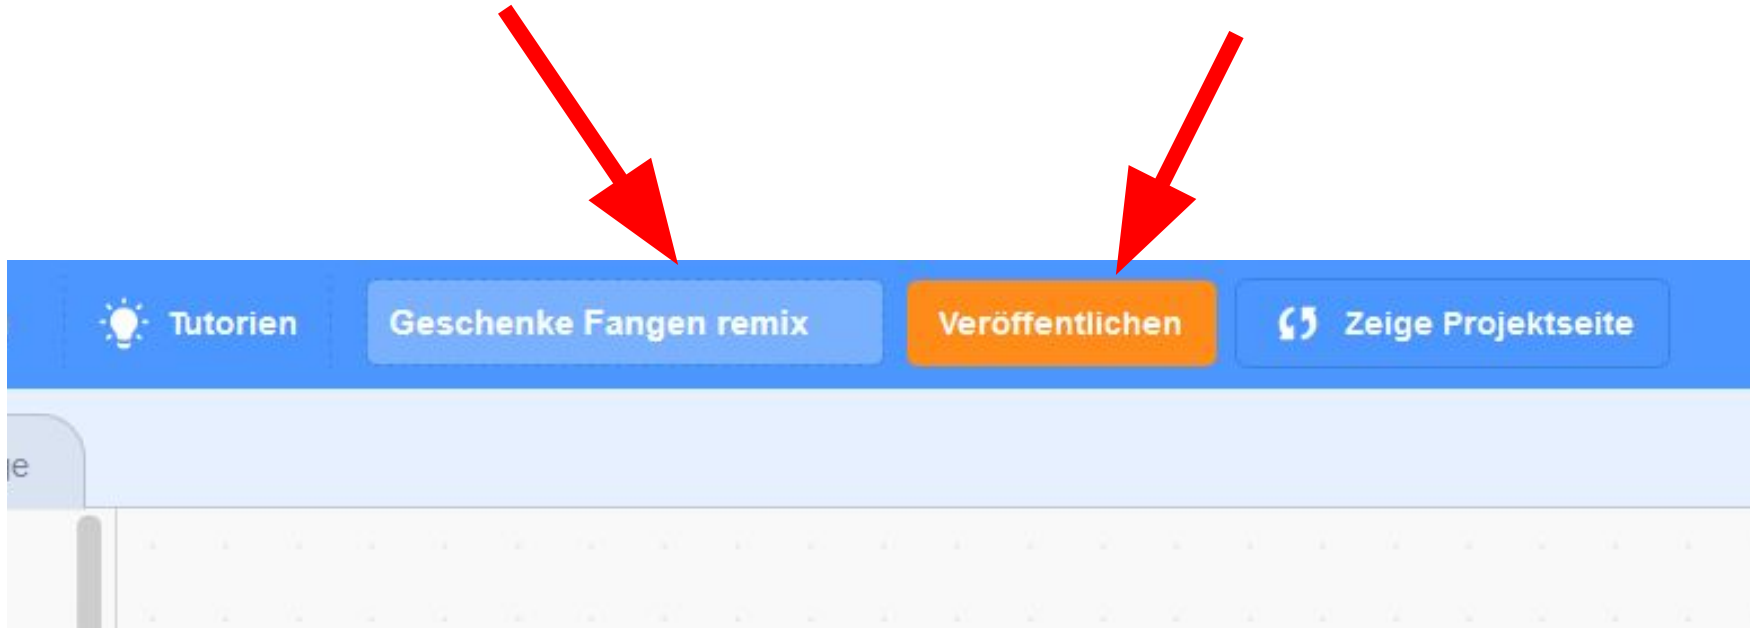 Tutorien
Geschenke Fangen remix
Veröffentlichen
Zeige Projektseite